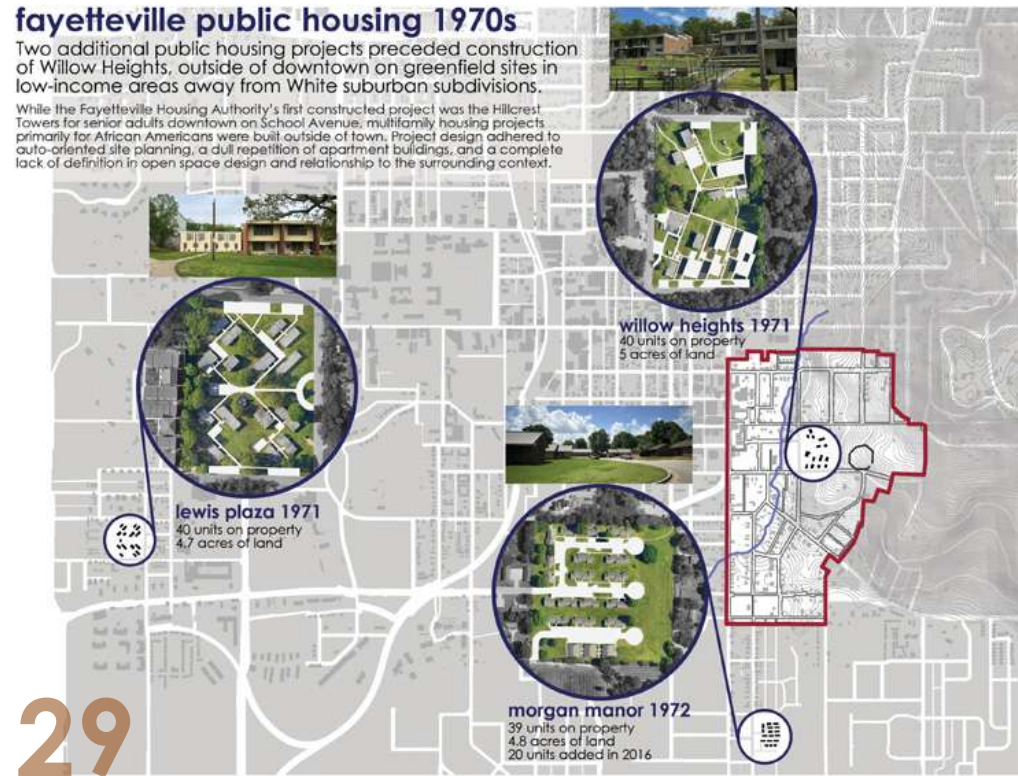 fayetteville public housing 1970s
Two additional public housing projects preceded construction
of Willow Heights, outside of downtown on greenfield sites in
low-income areas away from White suburban subdivisions.
While the Fayetteville Housing Authority's first constructed project was the Hillcrest
Towers for senior adults downtown on School Avenue, multifamily housing projects
primarily for African Americans were built outside of town. Project design adhered to
auto-oriented site planning, a dull repetition of apartment buildings, and a complete
lack of definition in open space design and relationship to the surrounding context.
willow heights 1971
40 units on property
5 acres of land
lewis plaza 1971
40 units on property
4.7 acres of land
morgan manor 1972
39 units on property
4.8 acres of land
20 units added in 2016
29